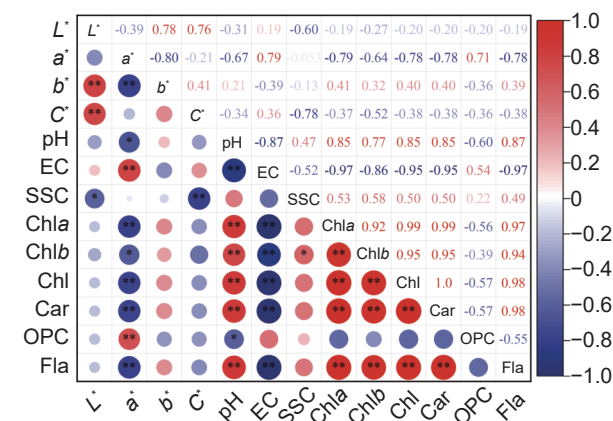 L* L* -0.39 0.78 0.76 -0.31 0.19 -0.60 -0.19 -0.27 -0.20 -0.20 -0.16 -0.19 1.0
a* a* -0.80 -0.21 -0.67 0.79 -0.053 -0.79 -0.64 -0.78 -0.78 0.71 -0.78 0.8
b* ** ** b* 0.41 0.21 -0.39 -0.13 0.41 0.32 0.40 0.40 -0.36 0.39 0.6
C* ** C* -0.34 0.36 -0.78 -0.37 -0.52 -0.38 -0.38 -0.36 -0.38 0.4
pH * pH -0.87 0.47 0.85 0.77 0.85 0.85 -0.60 0.87
EC ** ** EC -0.52 -0.97 -0.86 -0.95 -0.95 0.54 -0.97 0.2
SSC * ** SSC 0.53 0.58 0.50 0.50 0.22 0.49 0
Chla ** ** ** Chla 0.92 0.99 0.99 -0.56 0.97 −0.2
Chlb * ** ** * ** Chlb 0.95 0.95 -0.39 0.94
Chl ** ** ** ** ** Chl 1.0 -0.57 0.98 −0.4
Car ** ** ** ** ** ** Car -0.57 0.98 −0.6
OPC ** * OPC -0.55 −0.8
Fla ** ** ** ** ** ** ** Fla −1.0
L* a* b* C* pH EC SSC Chla Chlb Chl Car OPC Fla